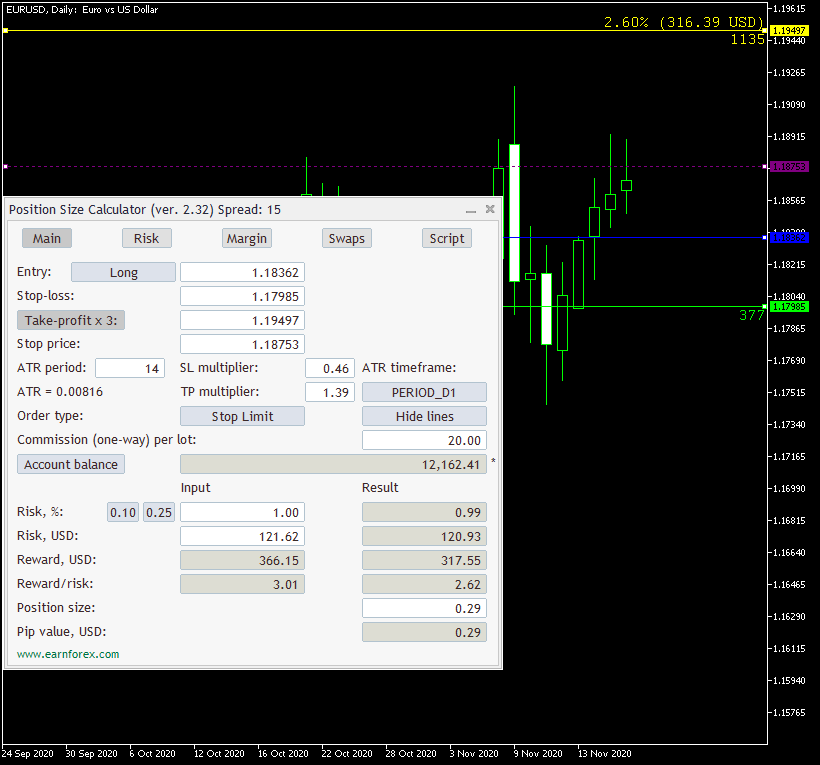 EURUSD, Daily: Euro vs US Dollar
1.19615
2.60% (316.39 USD)
1.19497
1135
1.19440
1.19265
1.19090
1.18915
1.18753
1.18565
Position Size Calculator (ver. 2.32) Spread: 15
Main Risk Margin Swaps Script
1.18215
Entry: Long 1.18362
Stop-loss: 1.17985
1.18040
1.17985
377
Take-profit x 3: 1.19497
1.17865
Stop price: 1.18753
1.17690
ATR period: 14 SL multiplier: 0.46 ATR timeframe:
ATR = 0.00816 TP multiplier: 1.39 PERIOD_D1
1.17515
Order type: Stop Limit Hide lines
1.17340
Commission (one-way) per lot: 20.00
1.17165
Account balance 12,162.41 *
Input Result
1.16990
Risk, %: 0.10 0.25 1.00 0.99
1.16815
Risk, USD: 121.62 120.93
1.16640
Reward, USD: 366.15 317.55
Reward/risk: 3.01 2.62
1.16465
Position size: 0.29
1.16290
Pip value, USD: 0.29
1.16115
www.earnforex.com
1.15940
1.15765
24 Sep 2020 30 Sep 2020 6 Oct 2020 12 Oct 2020 16 Oct 2020 22 Oct 2020 28 Oct 2020 3 Nov 2020 9 Nov 2020 13 Nov 2020